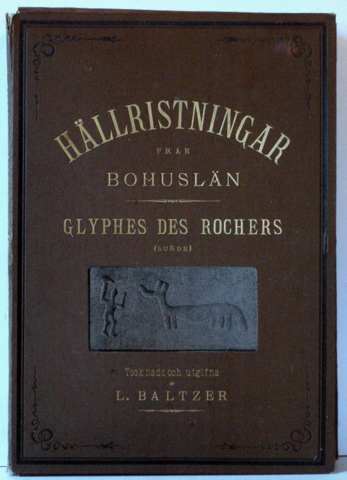 HÄLLRISTNINGAR
FRÅN
BOHUSLÄN
GLYPHES DES ROCHERS
(SUÈDE)
Tecknade och utgifna
af
L. BALTZER